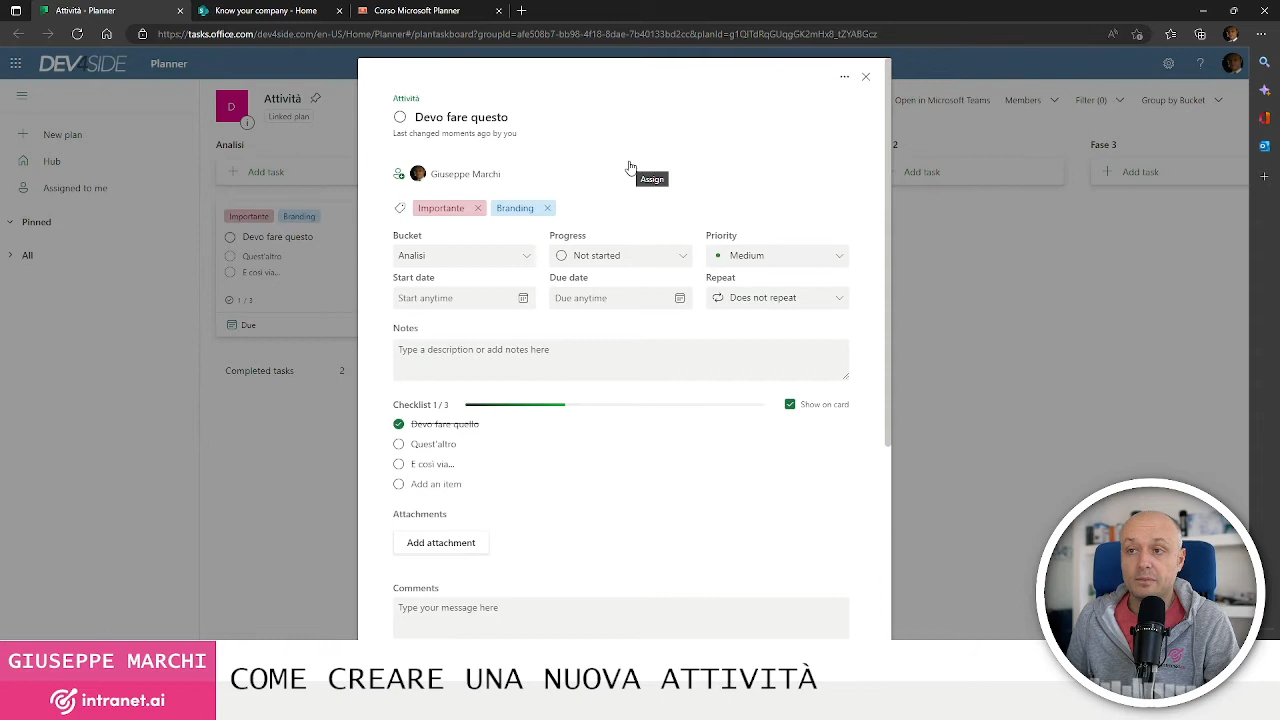 Attività - Planner
Know your company - Home
Corso Microsoft Planner
https://tasks.office.com/dev4side.com/en-US/Home/Planner#/plantaskboard?groupId=afe508b7-bb98-4f18-8dae-7b40133bd2cc&planId=g1QlTdRqGUqgGK2mHx8_tZYABGcz
DEV4SIDE
Planner
New plan
Hub
Assigned to me
Pinned
All
D
Attività
Linked plan
Open in Microsoft Teams
Members
Filter (0)
Group by Bucket
Analisi
Add task
Importante
Branding
Devo fare questo
Quest'altro
E così via...
1 / 3
Due
Completed tasks
2
Attività
Devo fare questo
Last changed moments ago by you
Giuseppe Marchi
Assign
Importante
Branding
Bucket
Progress
Priority
Analisi
Not started
Medium
Start date
Due date
Repeat
Start anytime
Due anytime
Does not repeat
Notes
Type a description or add notes here
Checklist 1 / 3
Show on card
Devo fare quello
Quest'altro
E così via...
Add an item
Attachments
Add attachment
Comments
Type your message here
2
Add task
Fase 3
Add task
GIUSEPPE MARCHI
intranet.ai
COME CREARE UNA NUOVA ATTIVITÀ